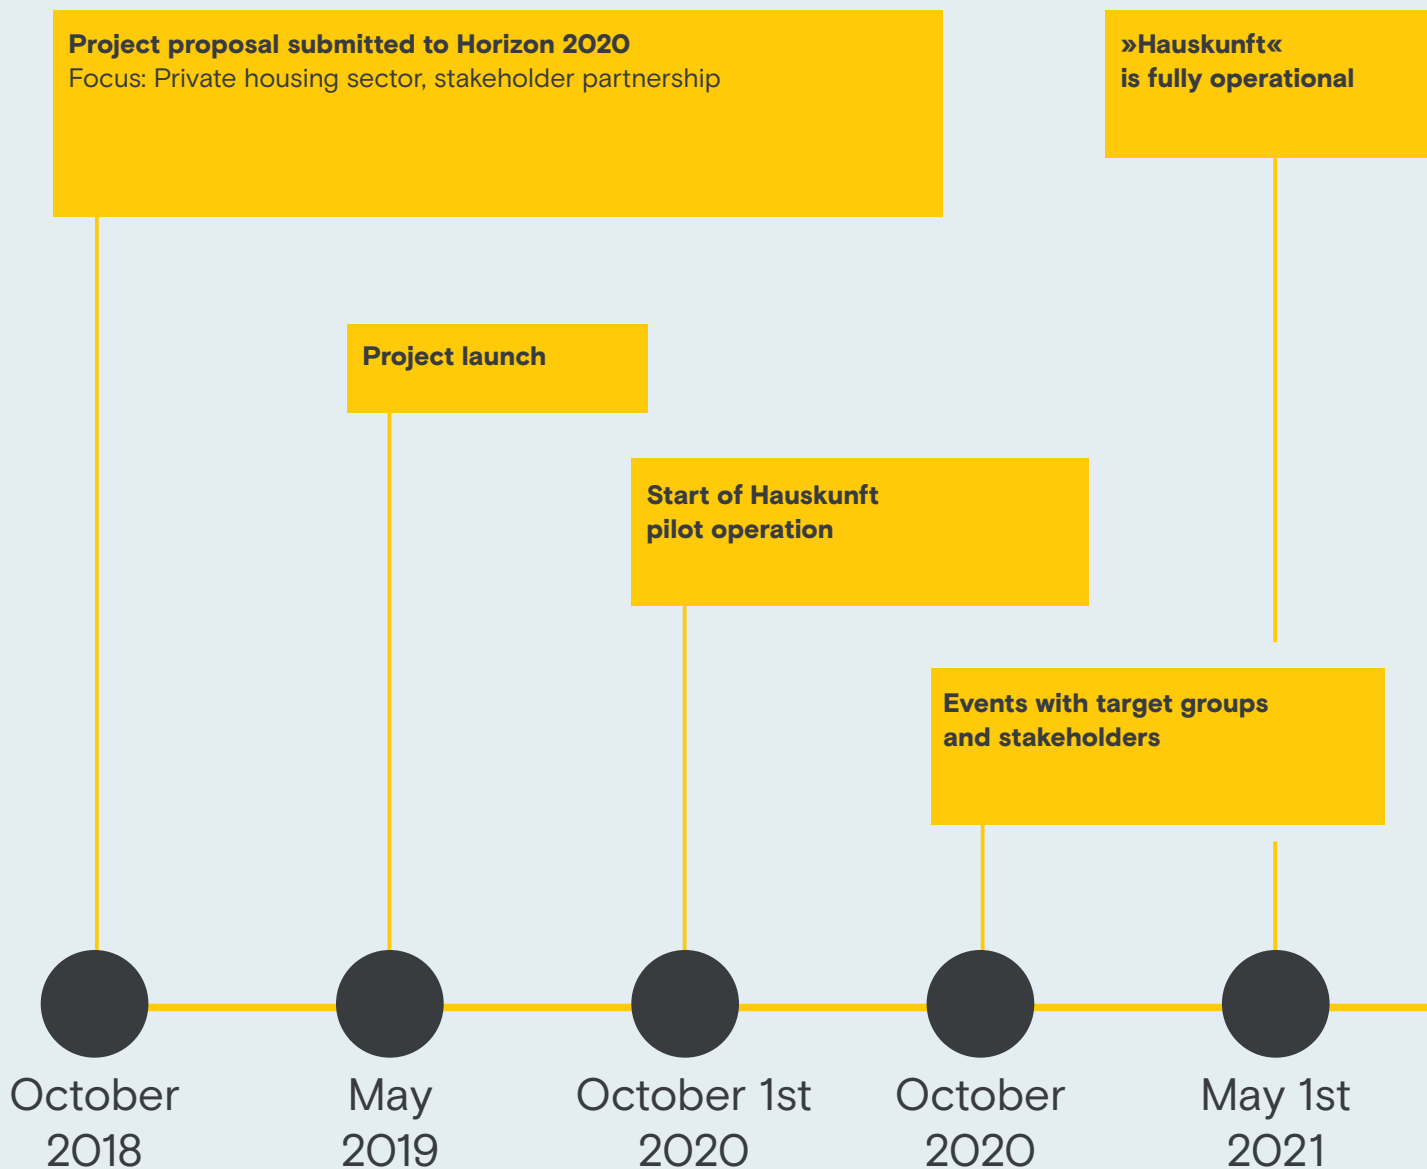 Project proposal submitted to Horizon 2020
Focus: Private housing sector, stakeholder partnership
»Hauskunft«
is fully operational
Project launch
Start of Hauskunft
pilot operation
Events with target groups
and stakeholders
October
2018
May
2019
October 1st
2020
October
2020
May 1st
2021